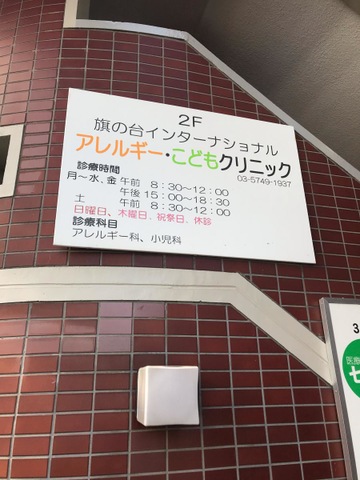 2F
旗の台インターナショナル
アレルギー・こどもクリニック
03-5749-1937
診療時間
月～水、金 午前 8：30～12：00
午後 15：00～18：30
土 午前 8：30～12：00
日曜日、木曜日、祝祭日、休診
診療科目
アレルギー科、小児科
3
医療